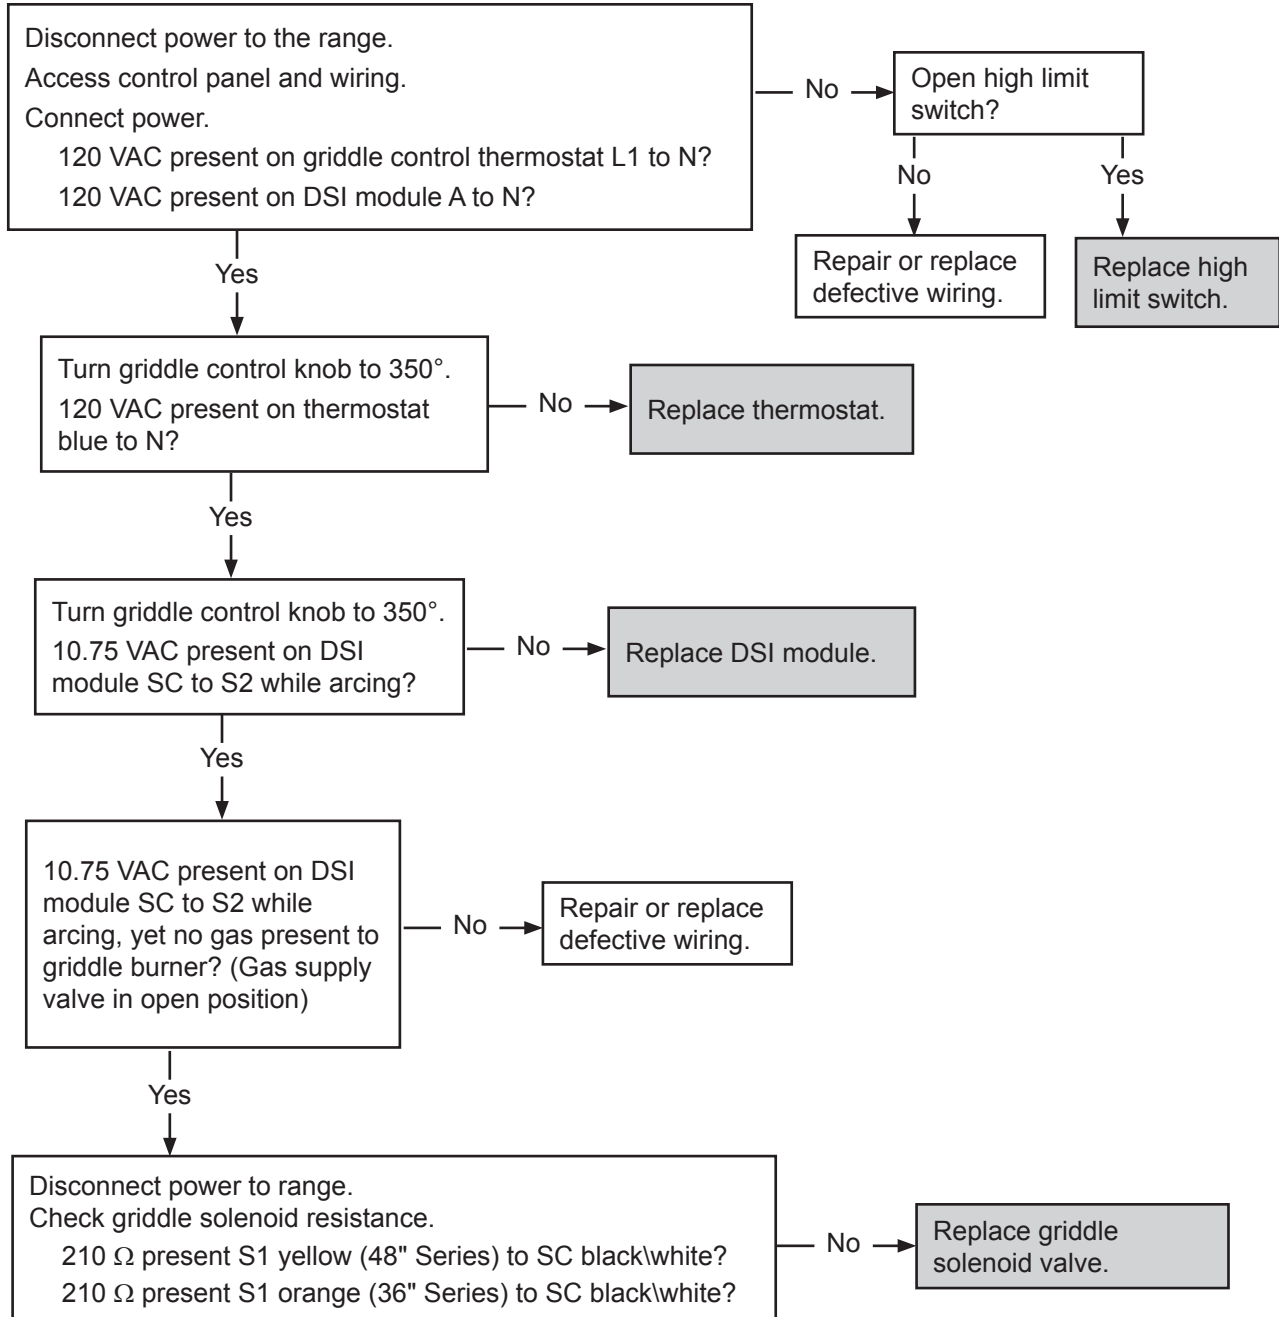 Disconnect power to the range.
Access control panel and wiring.
Connect power.
120 VAC present on griddle control thermostat L1 to N?
120 VAC present on DSI module A to N?
No
Open high limit
switch?
No
Yes
Repair or replace
defective wiring.
Replace high
limit switch.
Yes
Turn griddle control knob to 350°.
120 VAC present on thermostat
blue to N?
No
Replace thermostat.
Yes
Turn griddle control knob to 350°.
10.75 VAC present on DSI
module SC to S2 while arcing?
No
Replace DSI module.
Yes
10.75 VAC present on DSI
module SC to S2 while
arcing, yet no gas present to
griddle burner? (Gas supply
valve in open position)
No
Repair or replace
defective wiring.
Yes
Disconnect power to range.
Check griddle solenoid resistance.
210 Ω present S1 yellow (48" Series) to SC black\white?
210 Ω present S1 orange (36" Series) to SC black\white?
No
Replace griddle
solenoid valve.